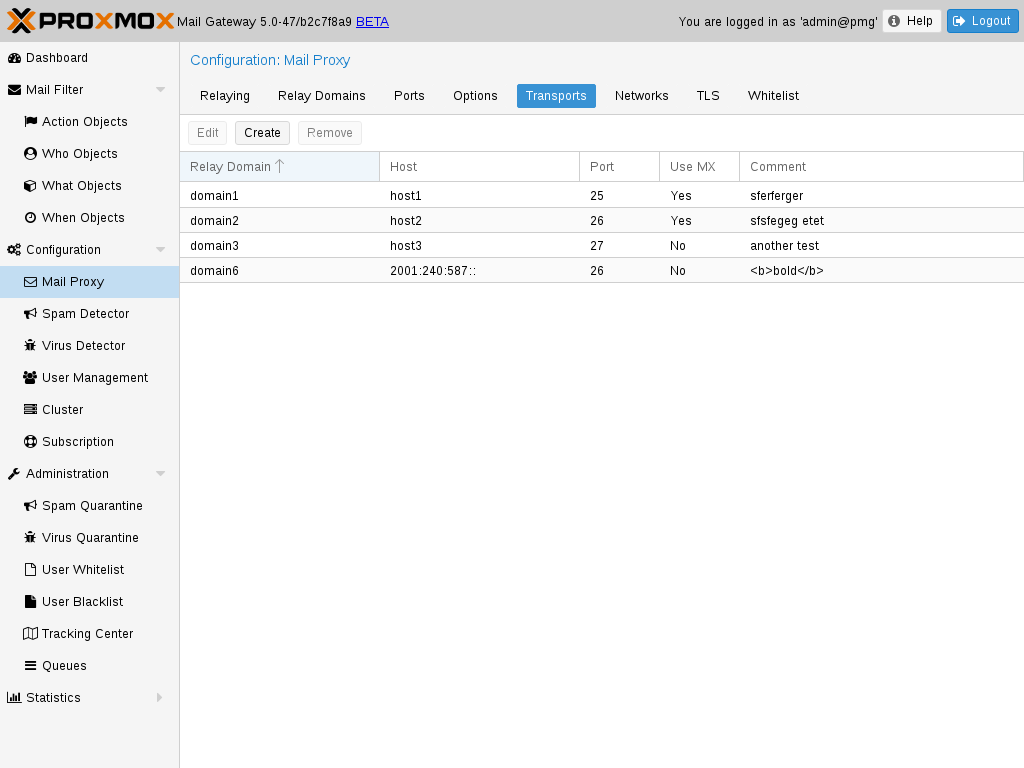 PROXMOX Mail Gateway 5.0-47/b2c7f8a9 BETA You are logged in as 'admin@pmg' Help Logout
Dashboard
Mail Filter
Action Objects
Who Objects
What Objects
When Objects
Configuration
Mail Proxy
Spam Detector
Virus Detector
User Management
Cluster
Subscription
Administration
Spam Quarantine
Virus Quarantine
User Whitelist
User Blacklist
Tracking Center
Queues
Statistics
Configuration: Mail Proxy
Relaying Relay Domains Ports Options Transports Networks TLS Whitelist
Edit Create Remove
Relay Domain Host Port Use MX Comment
domain1 host1 25 Yes sferferger
domain2 host2 26 Yes sfsfegeg etet
domain3 host3 27 No another test
domain6 2001:240:587:: 26 No <b>bold</b>